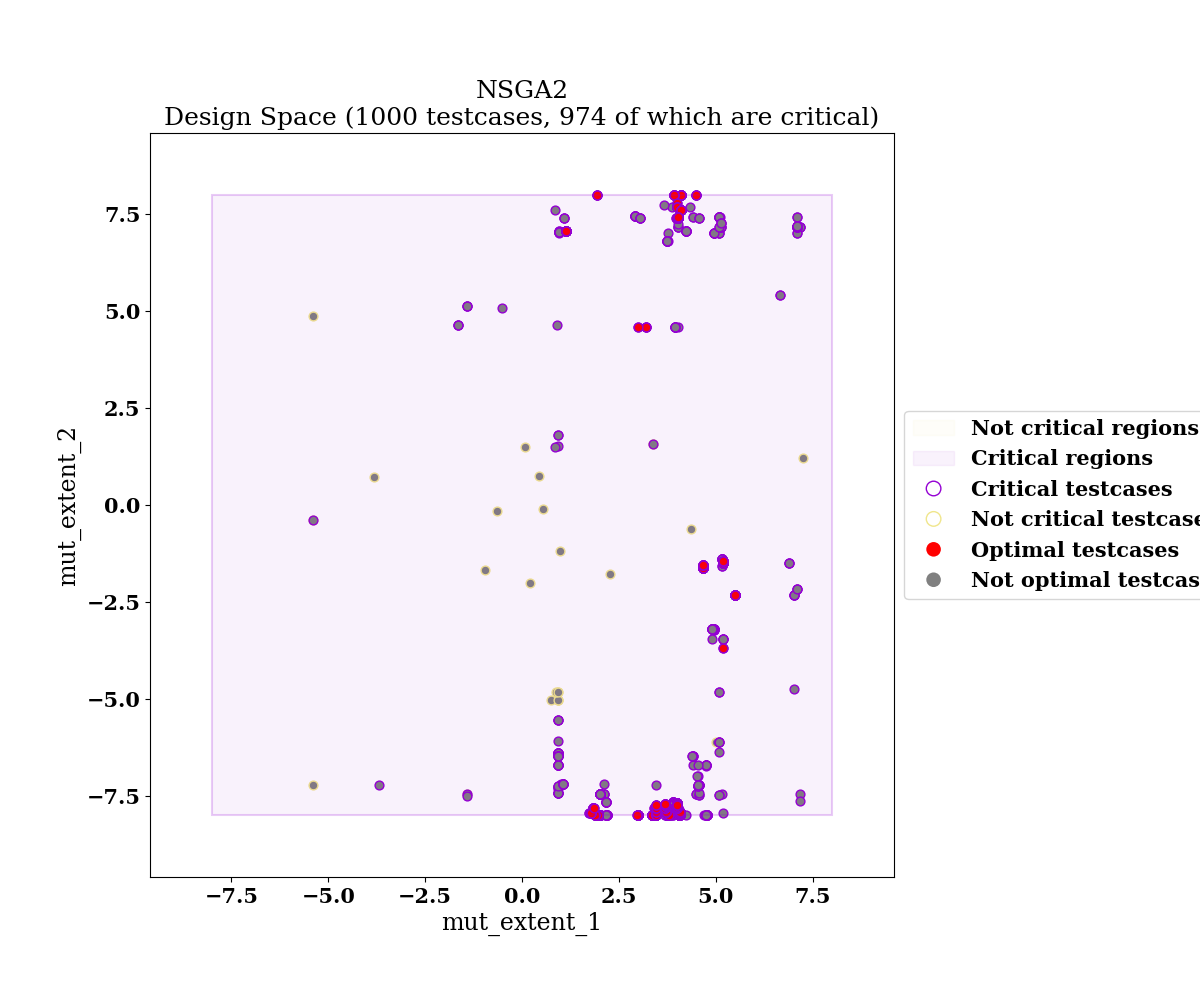 NSGA2
Design Space (1000 testcases, 974 of which are critical)
7.5
5.0
2.5
0.0
−2.5
−5.0
−7.5
mut_extent_2
−7.5 −5.0 −2.5 0.0 2.5 5.0 7.5
mut_extent_1
Not critical regions
Critical regions
Critical testcases
Not critical testcase
Optimal testcases
Not optimal testcas